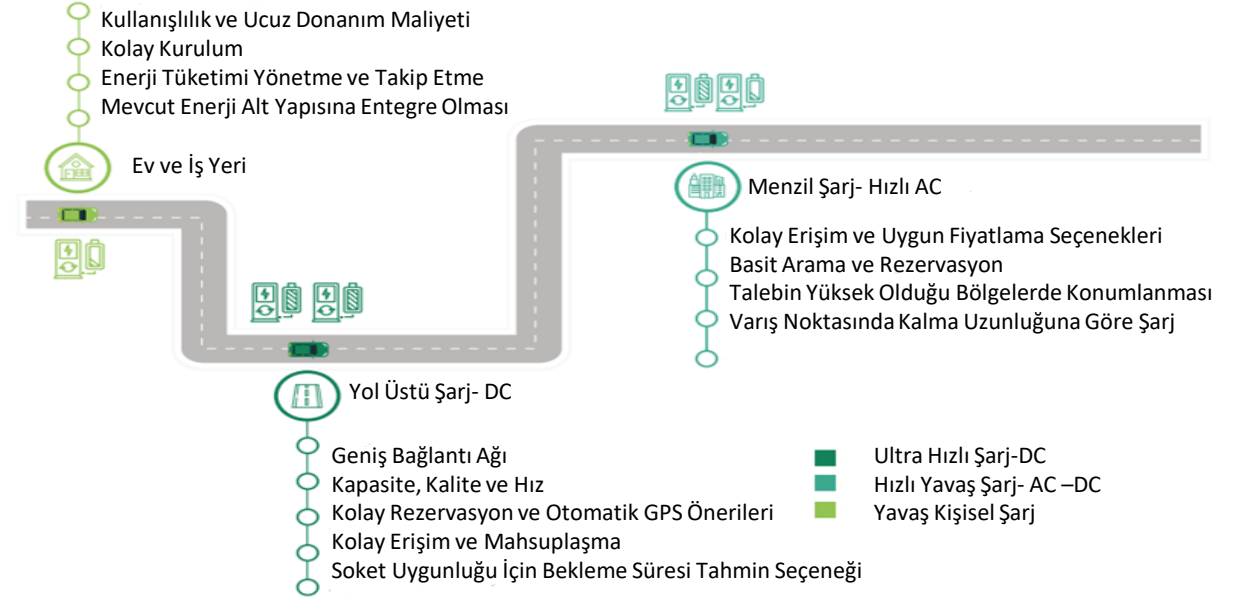 Kullanışlılık ve Ucuz Donanım Maliyeti
Kolay Kurulum
Enerji Tüketimi Yönetme ve Takip Etme
Mevcut Enerji Alt Yapısına Entegre Olması
Ev ve İş Yeri
Menzil Şarj- Hızlı AC
Kolay Erişim ve Uygun Fiyatlama Seçenekleri
Basit Arama ve Rezervasyon
Talebin Yüksek Olduğu Bölgelerde Konumlanması
Varış Noktasında Kalma Uzunluğuna Göre Şarj
Yol Üstü Şarj- DC
Geniş Bağlantı Ağı
Kapasite, Kalite ve Hız
Kolay Rezervasyon ve Otomatik GPS Önerileri
Kolay Erişim ve Mahsuplaşma
Soket Uygunluğu İçin Bekleme Süresi Tahmin Seçeneği
Ultra Hızlı Şarj-DC
Hızlı Yavaş Şarj- AC –DC
Yavaş Kişisel Şarj